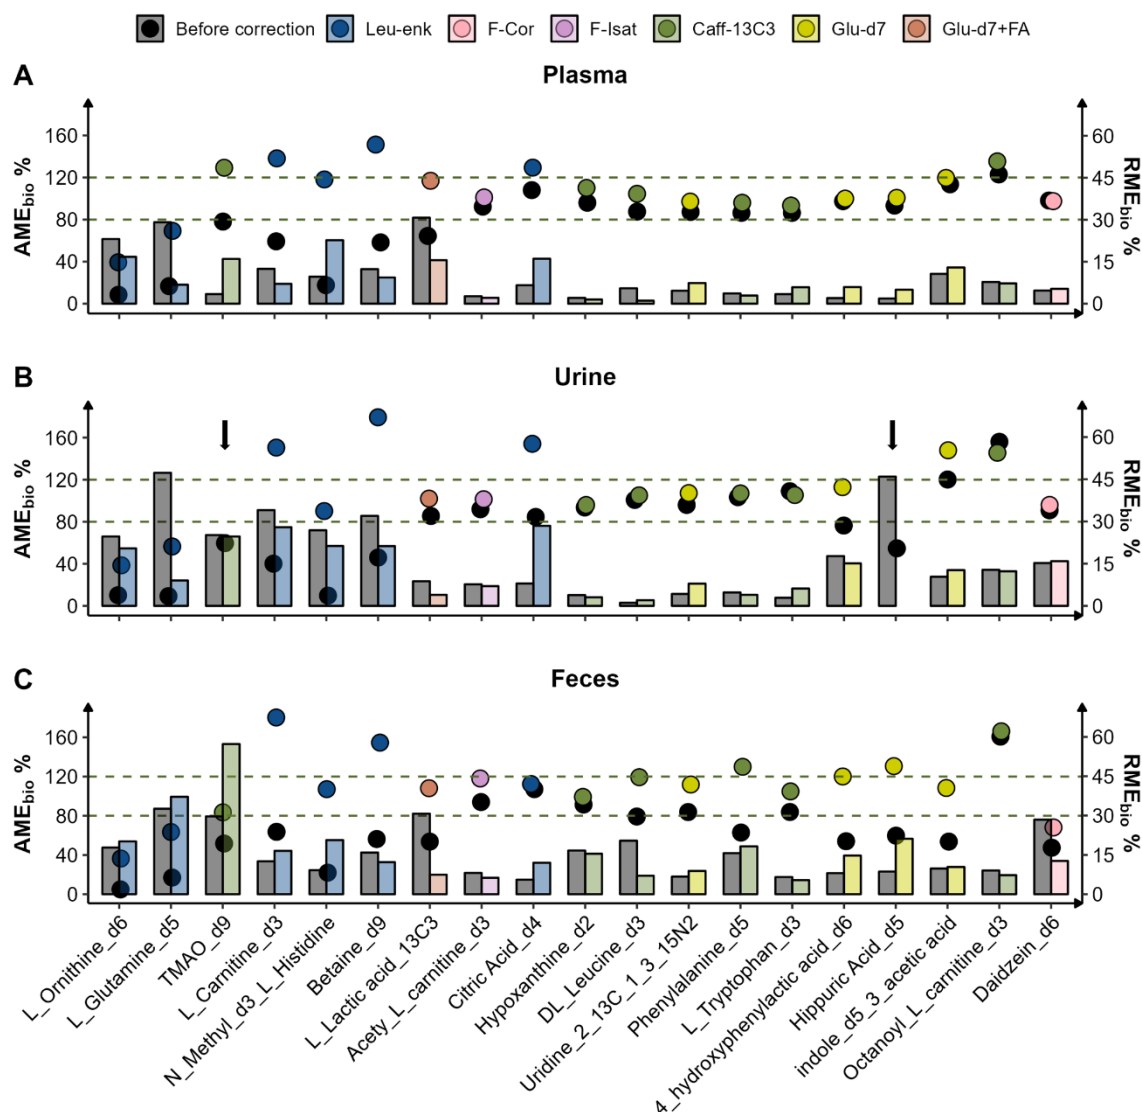 Before correction Leu-enk F-Cor F-Isat Caff-13C3 Glu-d7 Glu-d7+FA
A Plasma
AMEbio %
160
120
80
40
0
RMEbio %
60
45
30
15
0
B Urine
AMEbio %
160
120
80
40
0
RMEbio %
60
45
30
15
0
C Feces
AMEbio %
160
120
80
40
0
RMEbio %
60
45
30
15
0
L_Ornithine_d6
L_Glutamine_d5
TMAO_d9
L_Carnitine_d3
N_Methyl_d3_L_Histidine
Betaine_d9
L_Lactic acid_13C3
Acety_L_carnitine_d3
Citric Acid_d4
Hypoxanthine_d2
DL_Leucine_d3
Uridine_2_13C_1_3_15N2
Phenylalanine_d5
L_Tryptophan_d3
4_hydroxyphenylactic acid_d6
Hippuric Acid_d5
indole_d5_3_acetic acid
Octanoyl_L_carnitine_d3
Daidzein_d6